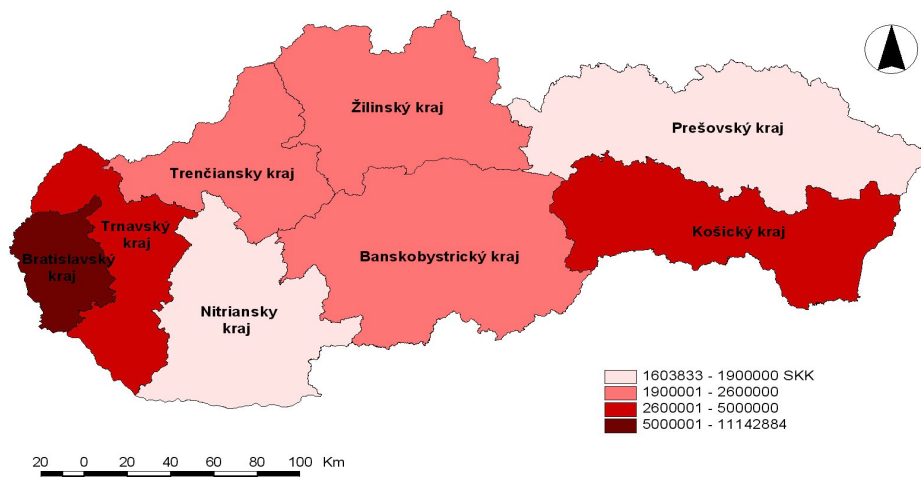 Žilinský kraj
Prešovský kraj
Trenčiansky kraj
Trnavský
kraj
Košický kraj
Bratislavský
kraj
Banskobystrický kraj
Nitriansky
kraj
1603833 - 1900000 SKK
1900001 - 2600000
2600001 - 5000000
5000001 - 11142884
20 0 20 40 60 80 100 Km